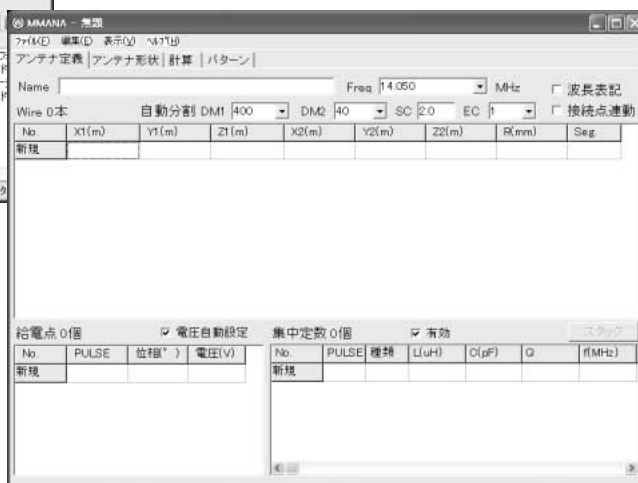 MMANA - 無題
ファイル(F) 編集(E) 表示(V) ヘルプ(H)
アンテナ定義 アンテナ形状 計算 パターン
Name Freq 14.050 MHz 波長表記
Wire 0本 自動分割 DM1 400 DM2 40 SC 2.0 EC 1 接続点連動
No. X1(m) Y1(m) Z1(m) X2(m) Y2(m) Z2(m) R(mm) Seg.
新規
給電点 0個 電圧自動設定 集中定数 0個 有効 スタック
No. PULSE 位相(°) 電圧(V) No. PULSE 種類 L(uH) C(pF) Q f(MHz)
新規 新規